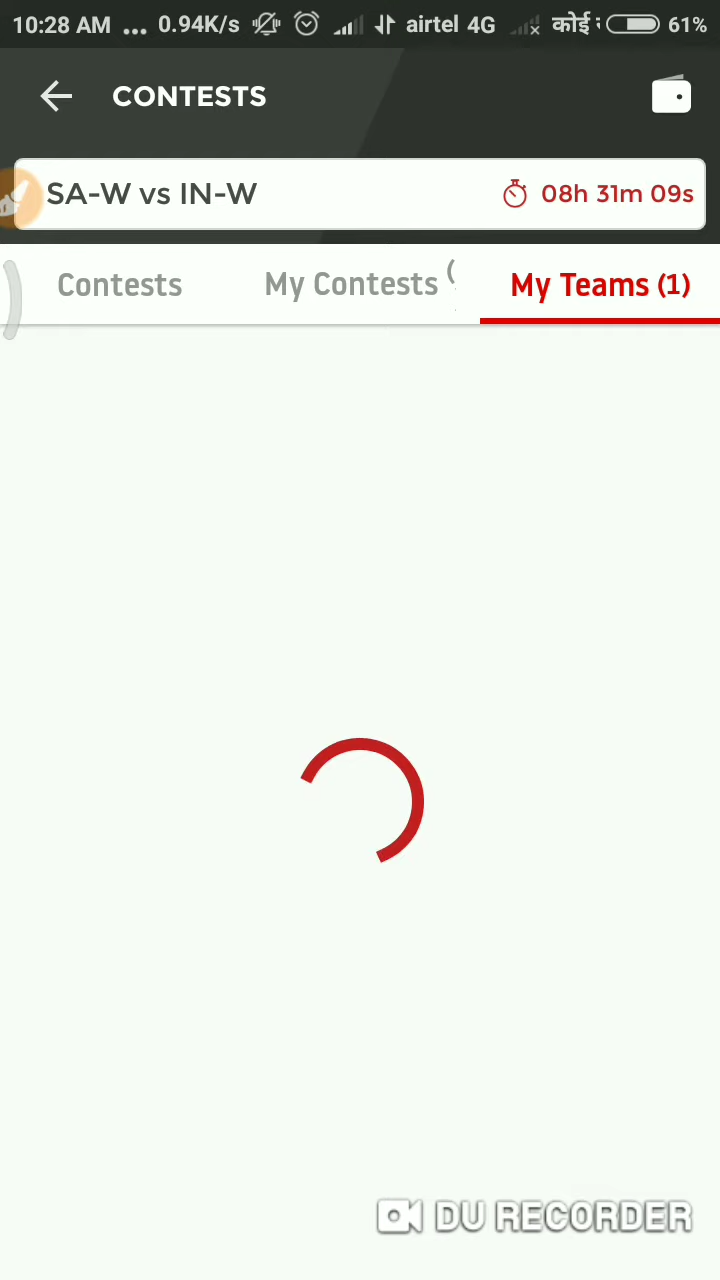 10:28 AM ... 0.94K/s airtel 4G कोई 61%
CONTESTS
SA-W vs IN-W 08h 31m 09s
Contests My Contests ( My Teams (1)
DU RECORDER